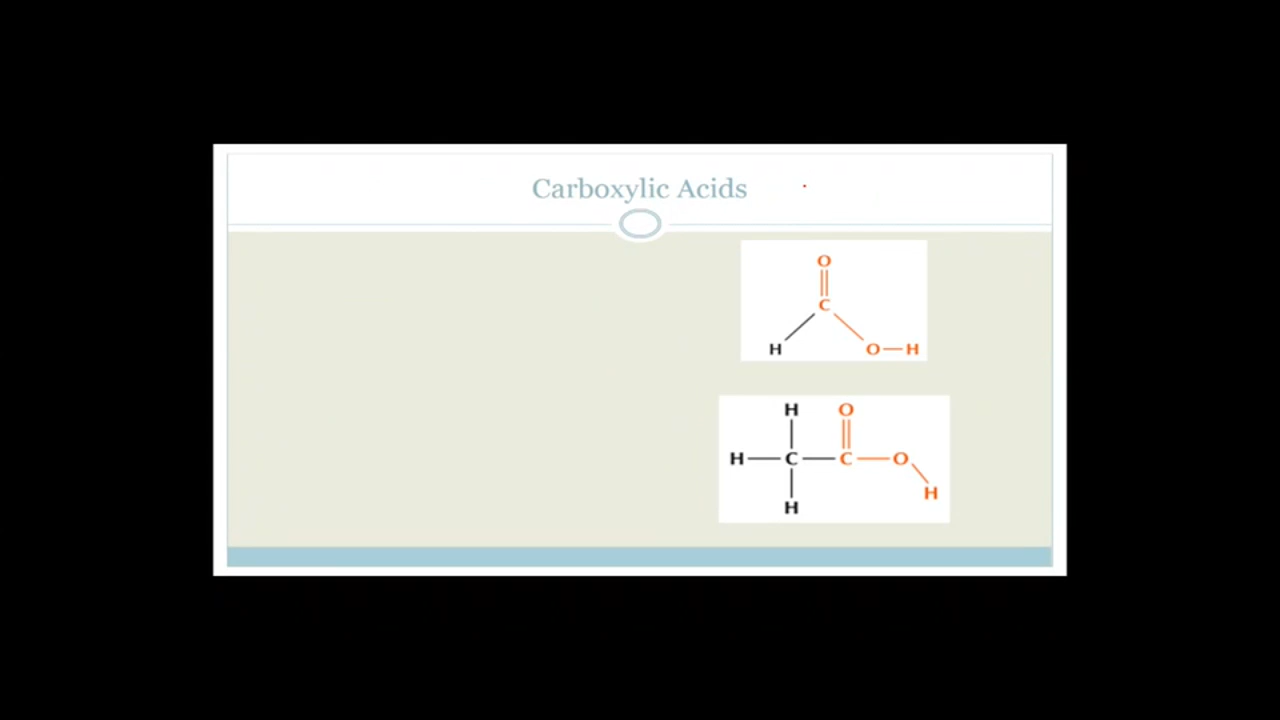 Carboxylic Acids
O
C
H O H
H O
H C C O
H
H